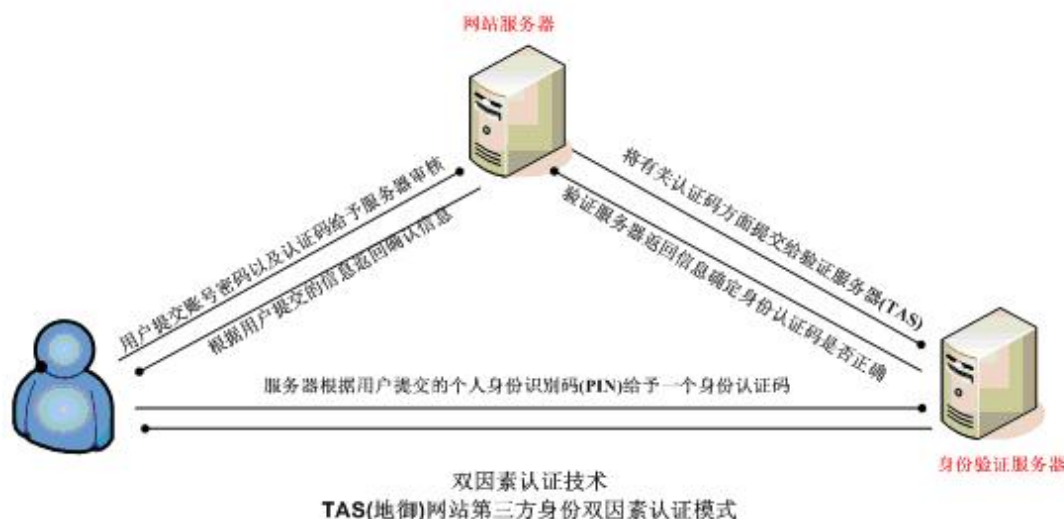 网站服务器
用户提交账号密码以及认证码给予服务器审核
根据用户提交的信息返回确认信息
将有关认证码方面提交给验证服务器(TAS)
验证服务器返回信息确定身份认证码是否正确
服务器根据用户提交的个人身份识别码(PIN)给予一个身份认证码
身份验证服务器
双因素认证技术
TAS(地御)网站第三方身份双因素认证模式